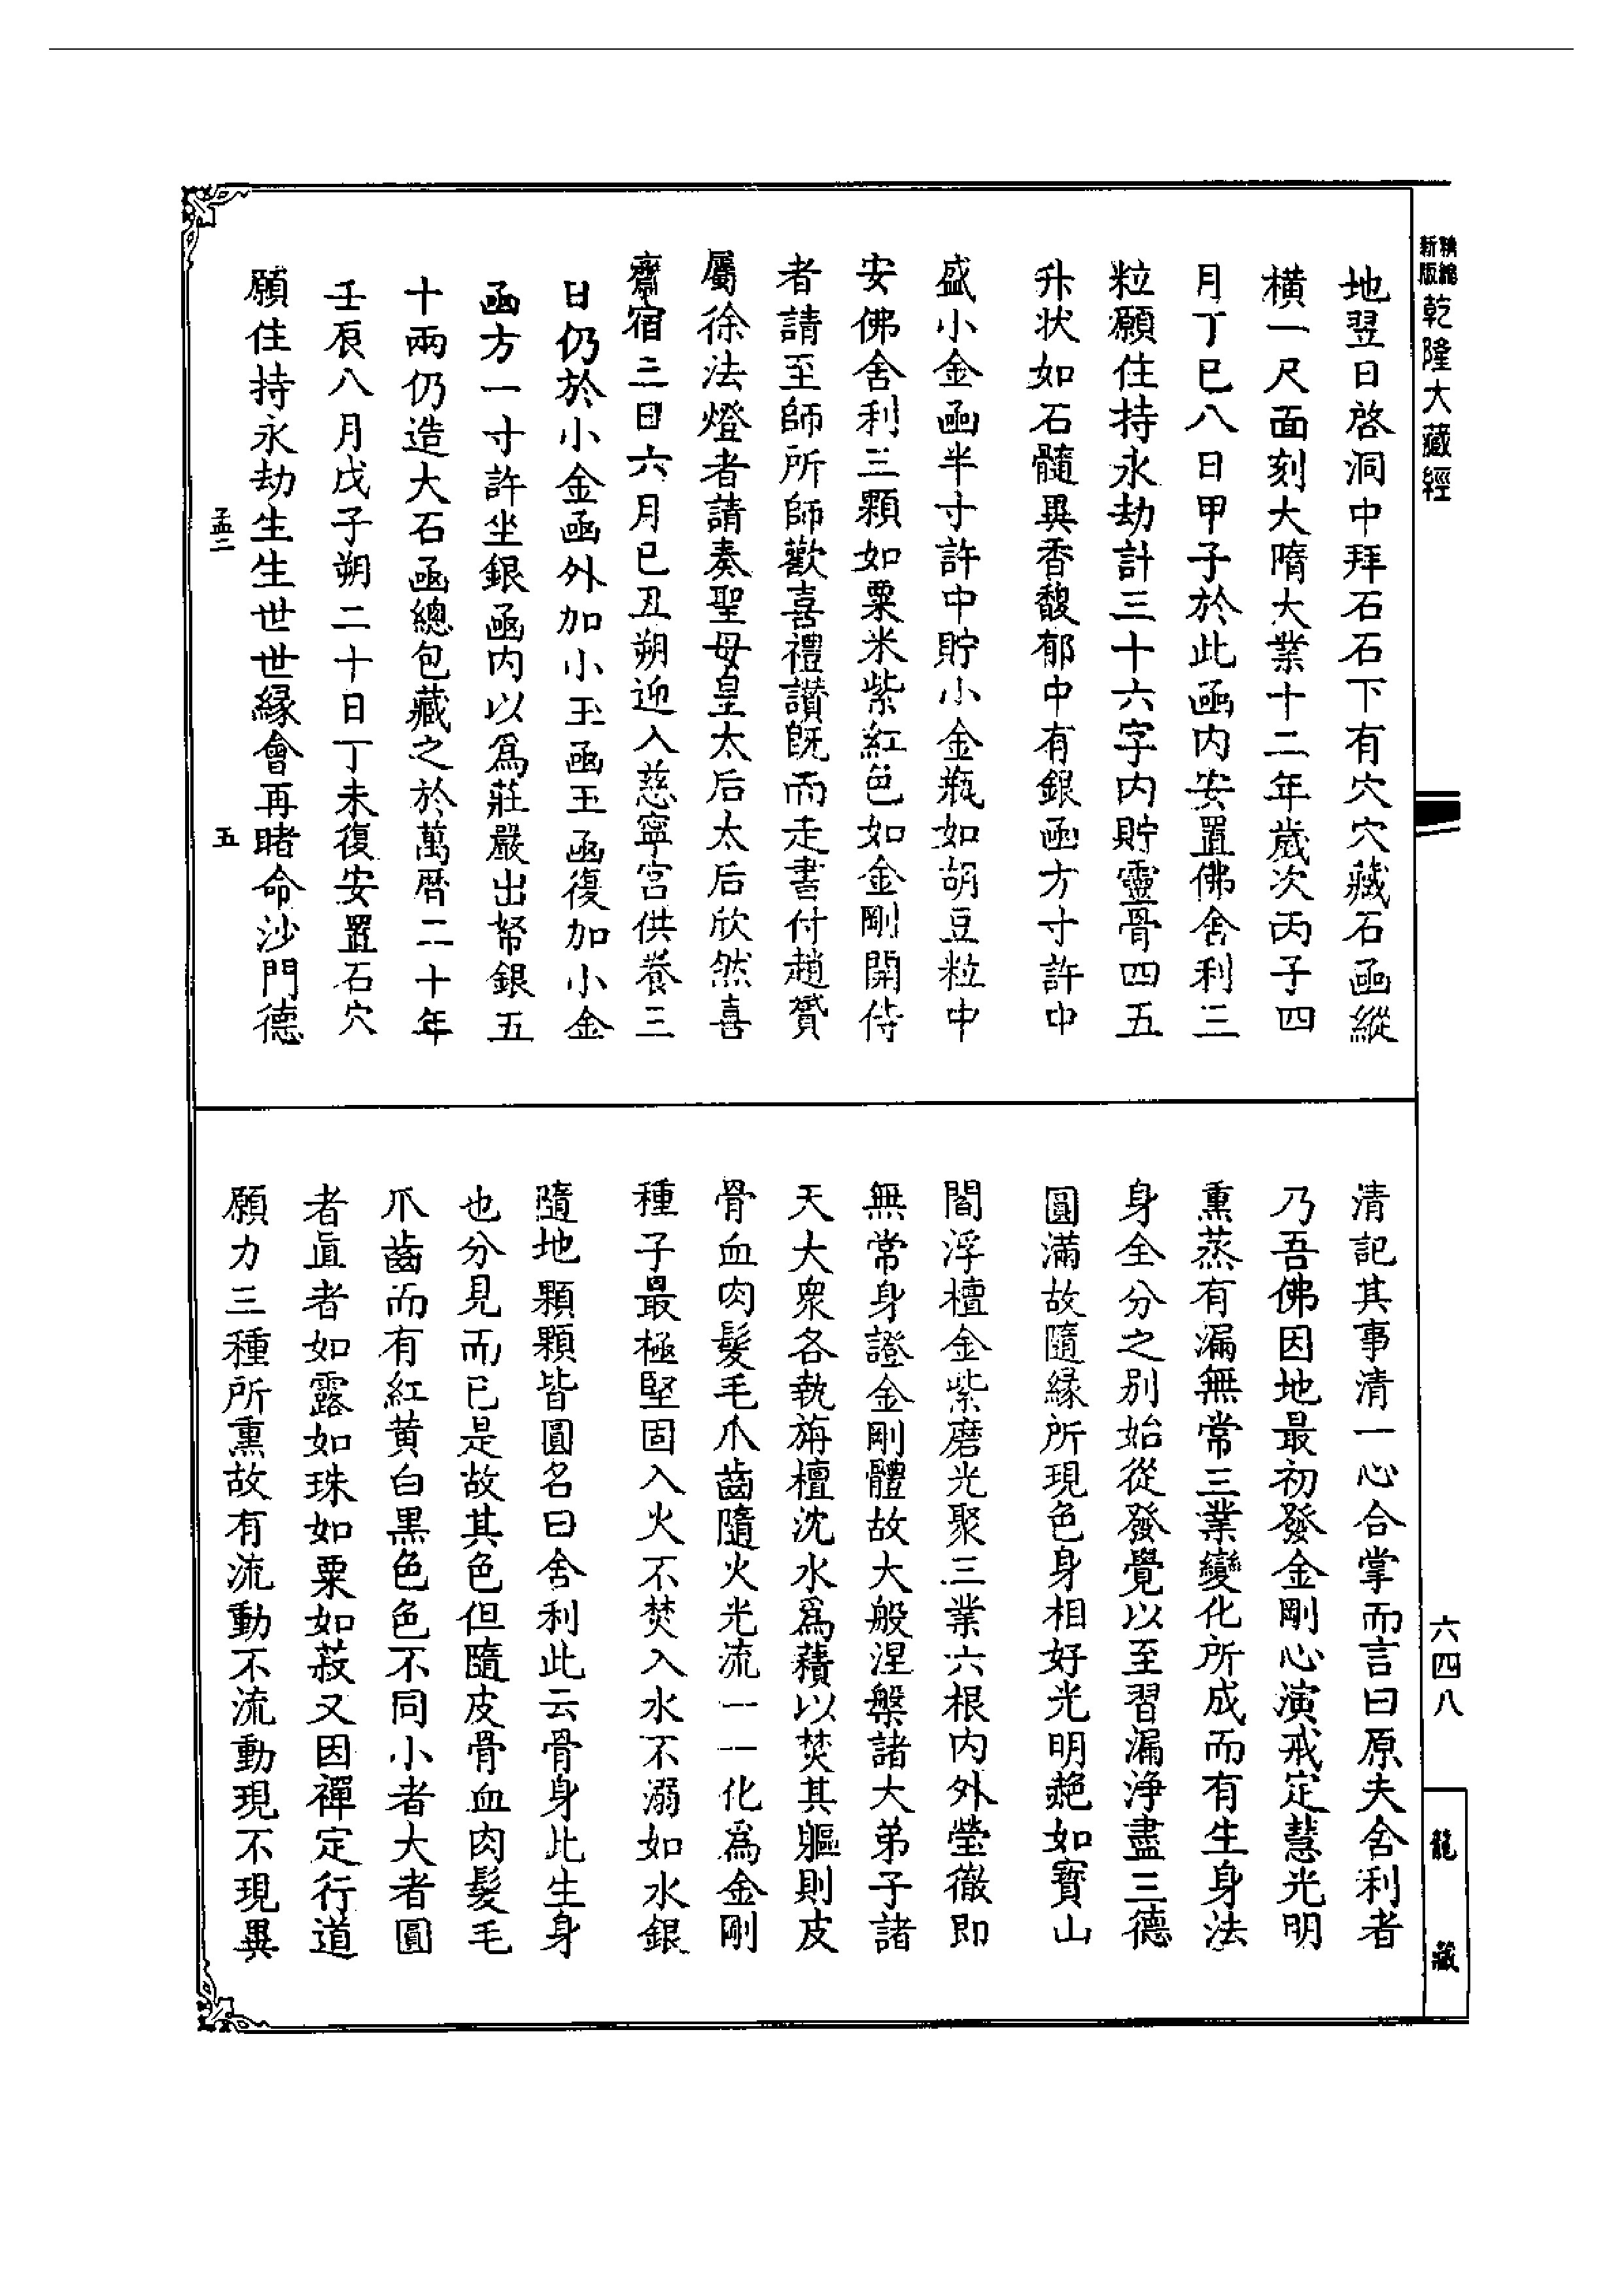 新編
縮版
乾隆大藏經
地翌日啓洞中拜石石下有穴穴藏石函縱
橫一尺面刻大隋大業十二年歲次丙子四
月丁巳八日甲子於此函內安置佛舍利三
粒願住持永劫計三十六字內貯靈骨四五
升狀如石髓異香馥郁中有銀函方寸許中
盛小金函半寸許中貯小金瓶如胡豆粒中
安佛舍利三顆如粟米紫紅色如金剛開侍
者請至師所師歡喜禮讚旣而走書付趙贇
屬徐法燈者請奏聖母皇太后太后欣然喜
齋宿三日六月己丑朔迎入慈寧宮供養三
日仍於小金函外加小玉函玉函復加小金
函方一寸許坐銀函內以爲莊嚴出帑銀五
十兩仍造大石函總包藏之於萬曆二十年
壬辰八月戊子朔二十日丁未復安置石穴
願住持永劫生生世世緣會再睹命沙門德
孟二
五
清記其事清一心合掌而言曰原夫舍利者
乃吾佛因地最初發金剛心演戒定慧光明
熏蒸有漏無常三業變化所成而有生身法
身全分之別始從發覺以至習漏淨盡三德
圓滿故隨緣所現色身相好光明赩如寶山
閻浮檀金紫磨光聚三業六根內外瑩徹即
無常身證金剛體故大般涅槃諸大弟子諸
天大衆各執旃檀沈水爲䕸以焚其軀則皮
骨血肉髮毛爪齒隨火光流一一化爲金剛
種子最極堅固入火不焚入水不溺如水銀
隨地顆顆皆圓名曰舍利此云骨身此生身
也分見而已是故其色但隨皮骨血肉髮毛
爪齒而有紅黃白黑色色不同小者大者圓
者眞者如露如珠如粟如菽又因禪定行道
願力三種所熏故有流動不流動現不現異
六四八
龍藏